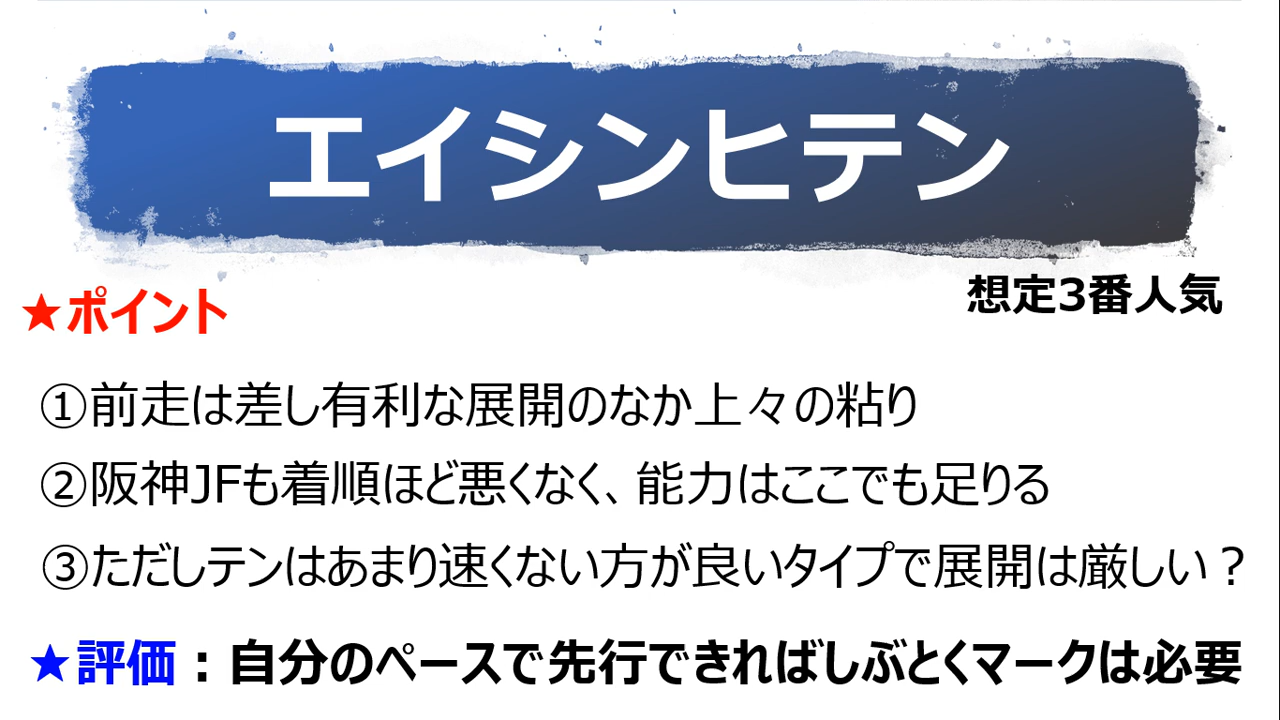 エイシンヒテン
想定3番人気
★ポイント
①前走は差し有利な展開のなか上々の粘り
②阪神JFも着順ほど悪くなく、能力はここでも足りる
③ただしテンはあまり速くない方が良いタイプで展開は厳しい？
★評価：自分のペースで先行できればしぶとくマークは必要